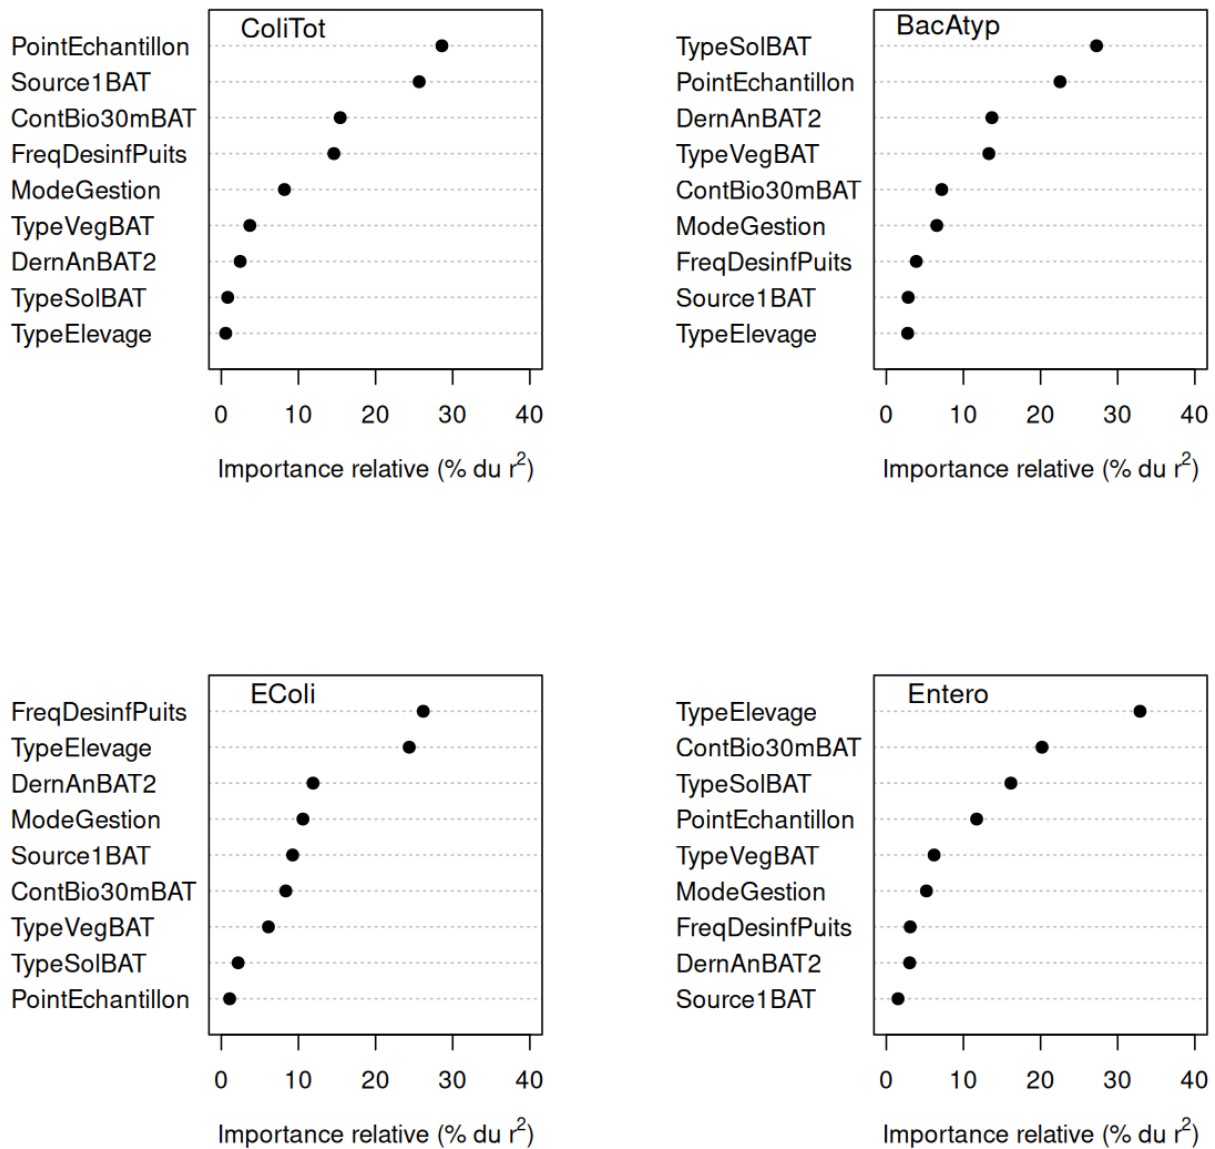 ColiTot
PointEchantillon
Source1BAT
ContBio30mBAT
FreqDesinfPuits
ModeGestion
TypeVegBAT
DernAnBAT2
TypeSolBAT
TypeElevage
0 10 20 30 40
Importance relative (% du r²)
BacAtyp
TypeSolBAT
PointEchantillon
DernAnBAT2
TypeVegBAT
ContBio30mBAT
ModeGestion
FreqDesinfPuits
Source1BAT
TypeElevage
0 10 20 30 40
Importance relative (% du r²)
EColi
FreqDesinfPuits
TypeElevage
DernAnBAT2
ModeGestion
Source1BAT
ContBio30mBAT
TypeVegBAT
TypeSolBAT
PointEchantillon
0 10 20 30 40
Importance relative (% du r²)
Entero
TypeElevage
ContBio30mBAT
TypeSolBAT
PointEchantillon
TypeVegBAT
ModeGestion
FreqDesinfPuits
DernAnBAT2
Source1BAT
0 10 20 30 40
Importance relative (% du r²)